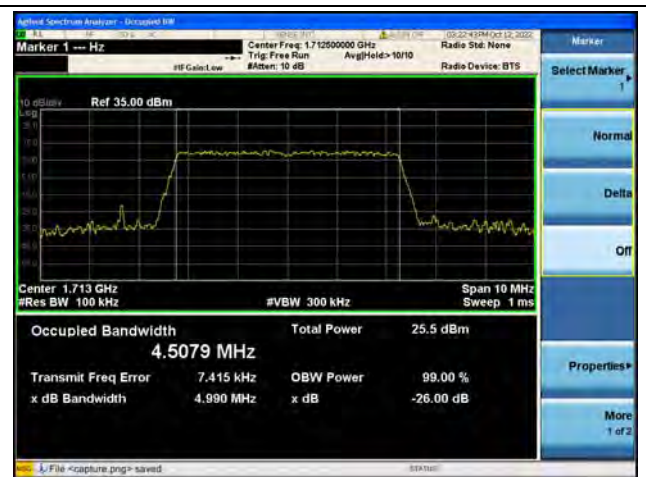 Agilent Spectrum Analyzer - Occupied BW
03:22:43 PM Oct 12, 2022
Marker 1 --- Hz
Center Freq: 1.712500000 GHz
Radio Std: None
Trig: Free Run
Avg|Hold:>10/10
#IFGain:Low
#Atten: 10 dB
Radio Device: BTS
10 dB/div
Ref 35.00 dBm
Log
Center 1.713 GHz
Span 10 MHz
#Res BW 100 kHz
#VBW 300 kHz
Sweep 1 ms
Occupied Bandwidth
Total Power
25.5 dBm
4.5079 MHz
Transmit Freq Error
7.415 kHz
OBW Power
99.00 %
x dB Bandwidth
4.990 MHz
x dB
-26.00 dB
Marker
Select Marker
1
Normal
Delta
Off
Properties
More
1 of 2
MSG
File <capture.png> saved
STATUS